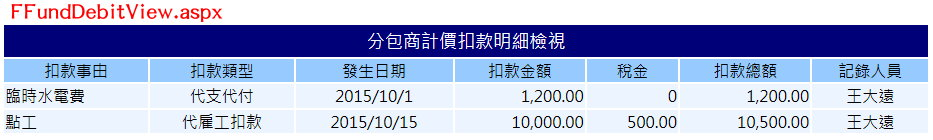 FFundDebitView.aspx
分包商計價扣款明細檢視
扣款事由 扣款類型 發生日期 扣款金額 稅金 扣款總額 記錄人員
臨時水電費 代支代付 2015/10/1 1,200.00 0 1,200.00 王大遠
點工 代雇工扣款 2015/10/15 10,000.00 500.00 10,500.00 王大遠